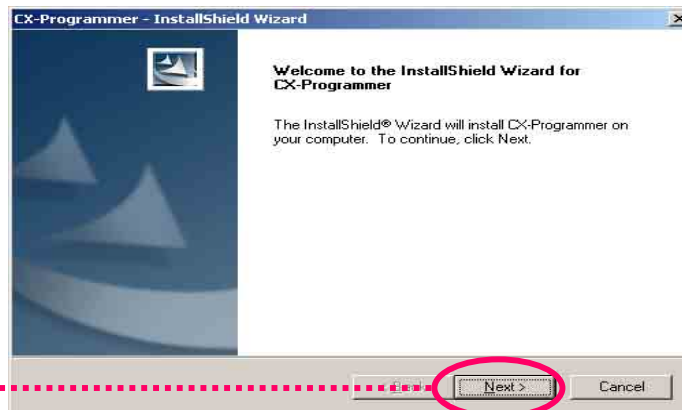 CX-Programmer - InstallShield Wizard
Welcome to the InstallShield Wizard for
CX-Programmer
The InstallShield® Wizard will install CX-Programmer on
your computer. To continue, click Next.
Next >
Cancel